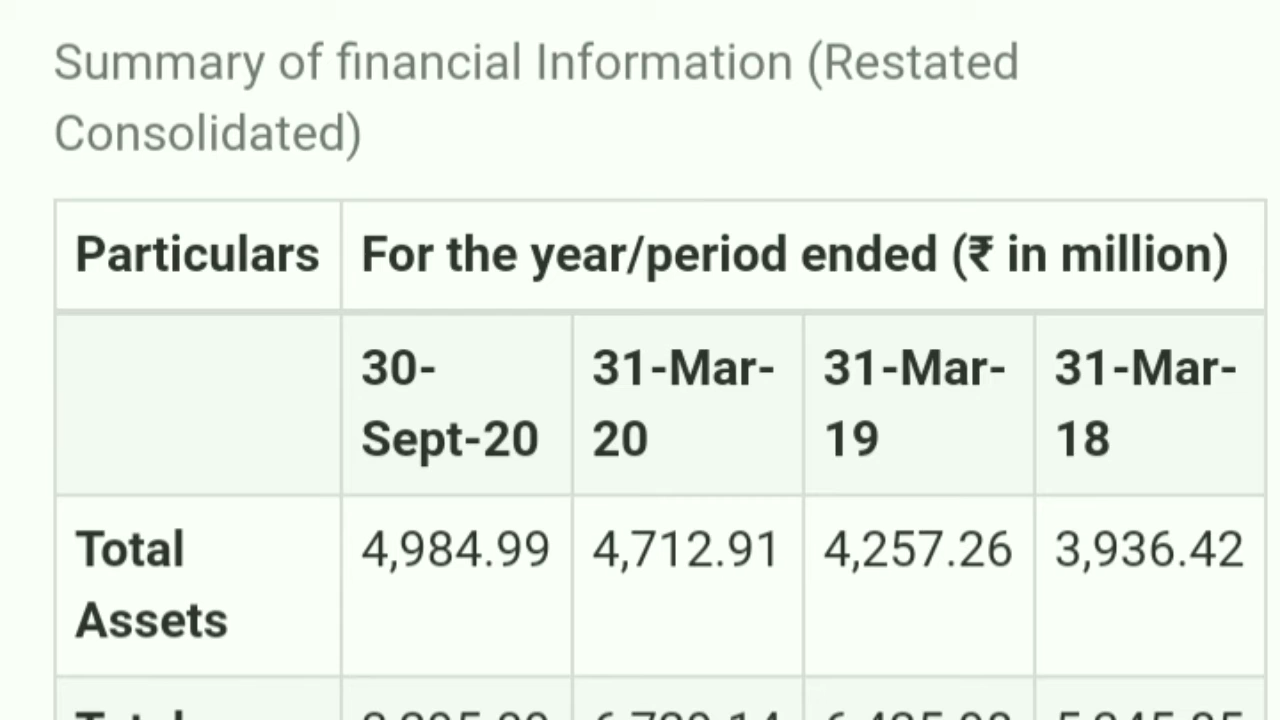 Summary of financial Information (Restated
Consolidated)
Particulars For the year/period ended (₹ in million)
30- 31-Mar- 31-Mar- 31-Mar-
Sept-20 20 19 18
Total 4,984.99 4,712.91 4,257.26 3,936.42
Assets
Total